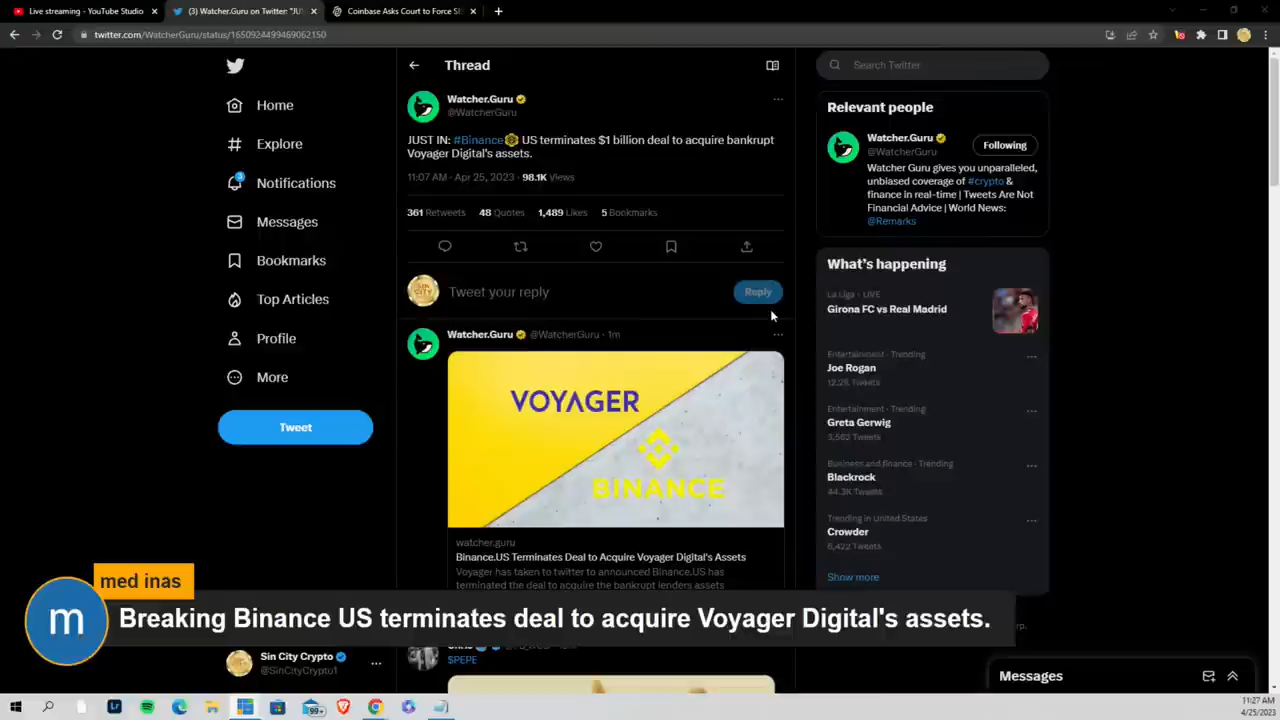 Live streaming - YouTube Studio
(3) Watcher.Guru on Twitter: "JU
Coinbase Asks Court to Force S
twitter.com/WatcherGuru/status/1650924499469062150
Home
Explore
3
Notifications
Messages
Bookmarks
Top Articles
Profile
More
Tweet
Thread
Watcher.Guru
@WatcherGuru
JUST IN: #Binance US terminates $1 billion deal to acquire bankrupt
Voyager Digital's assets.
11:07 AM · Apr 25, 2023 · 98.1K Views
361 Retweets 48 Quotes 1,489 Likes 5 Bookmarks
SIN CITY
Tweet your reply
Reply
Watcher.Guru @WatcherGuru · 1m
VOYAGER
BINANCE
watcher.guru
Binance.US Terminates Deal to Acquire Voyager Digital's Assets
Voyager has taken to twitter to announced Binance.US has
terminated the deal to acquire the bankrupt lenders assets
$PEPE
Search Twitter
Relevant people
Watcher.Guru
@WatcherGuru
Following
Watcher Guru gives you unparalleled,
unbiased coverage of #crypto &
finance in real-time | Tweets Are Not
Financial Advice | World News:
@Remarks
What's happening
La Liga · LIVE
Girona FC vs Real Madrid
Entertainment · Trending
Joe Rogan
12.2K Tweets
Entertainment · Trending
Greta Gerwig
3,562 Tweets
Business and finance · Trending
Blackrock
44.3K Tweets
Trending in United States
Crowder
6,422 Tweets
Show more
med inas
m
Breaking Binance US terminates deal to acquire Voyager Digital's assets.
Sin City Crypto
@SinCityCrypto1
Messages
99+
11:27 AM
4/25/2023